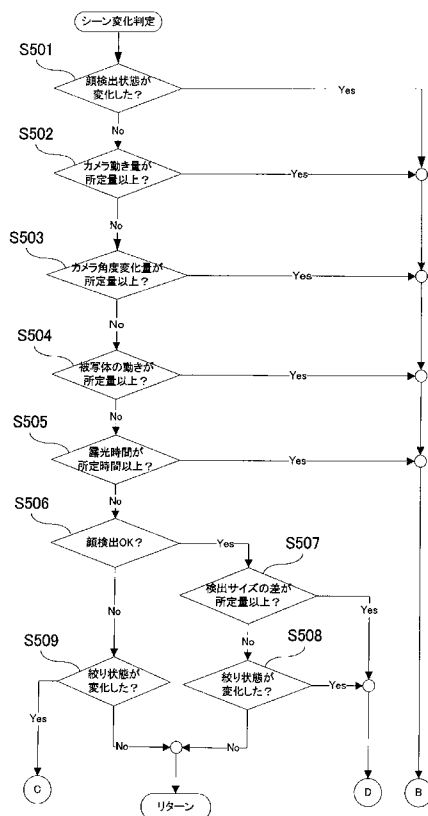 シーン変化判定
S501
顔検出状態が
変化した？
Yes
No
S502
カメラ動き量が
所定量以上？
Yes
No
S503
カメラ角度変化量が
所定量以上？
Yes
No
S504
被写体の動きが
所定量以上？
Yes
No
S505
露光時間が
所定時間以上？
Yes
No
S506
顔検出OK？
Yes
No
S507
検出サイズの差が
所定量以上？
Yes
No
S508
絞り状態が
変化した？
Yes
No
S509
絞り状態が
変化した？
Yes
No
C
リターン
D
B